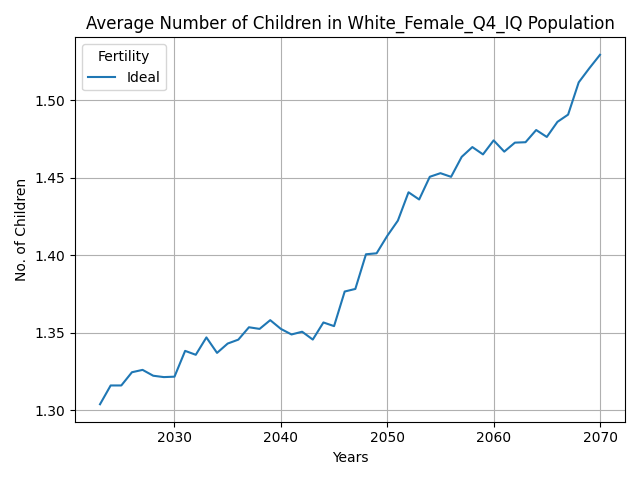 Average Number of Children in White_Female_Q4_IQ Population
Fertility
Ideal
No. of Children
1.50
1.45
1.40
1.35
1.30
2030 2040 2050 2060 2070
Years